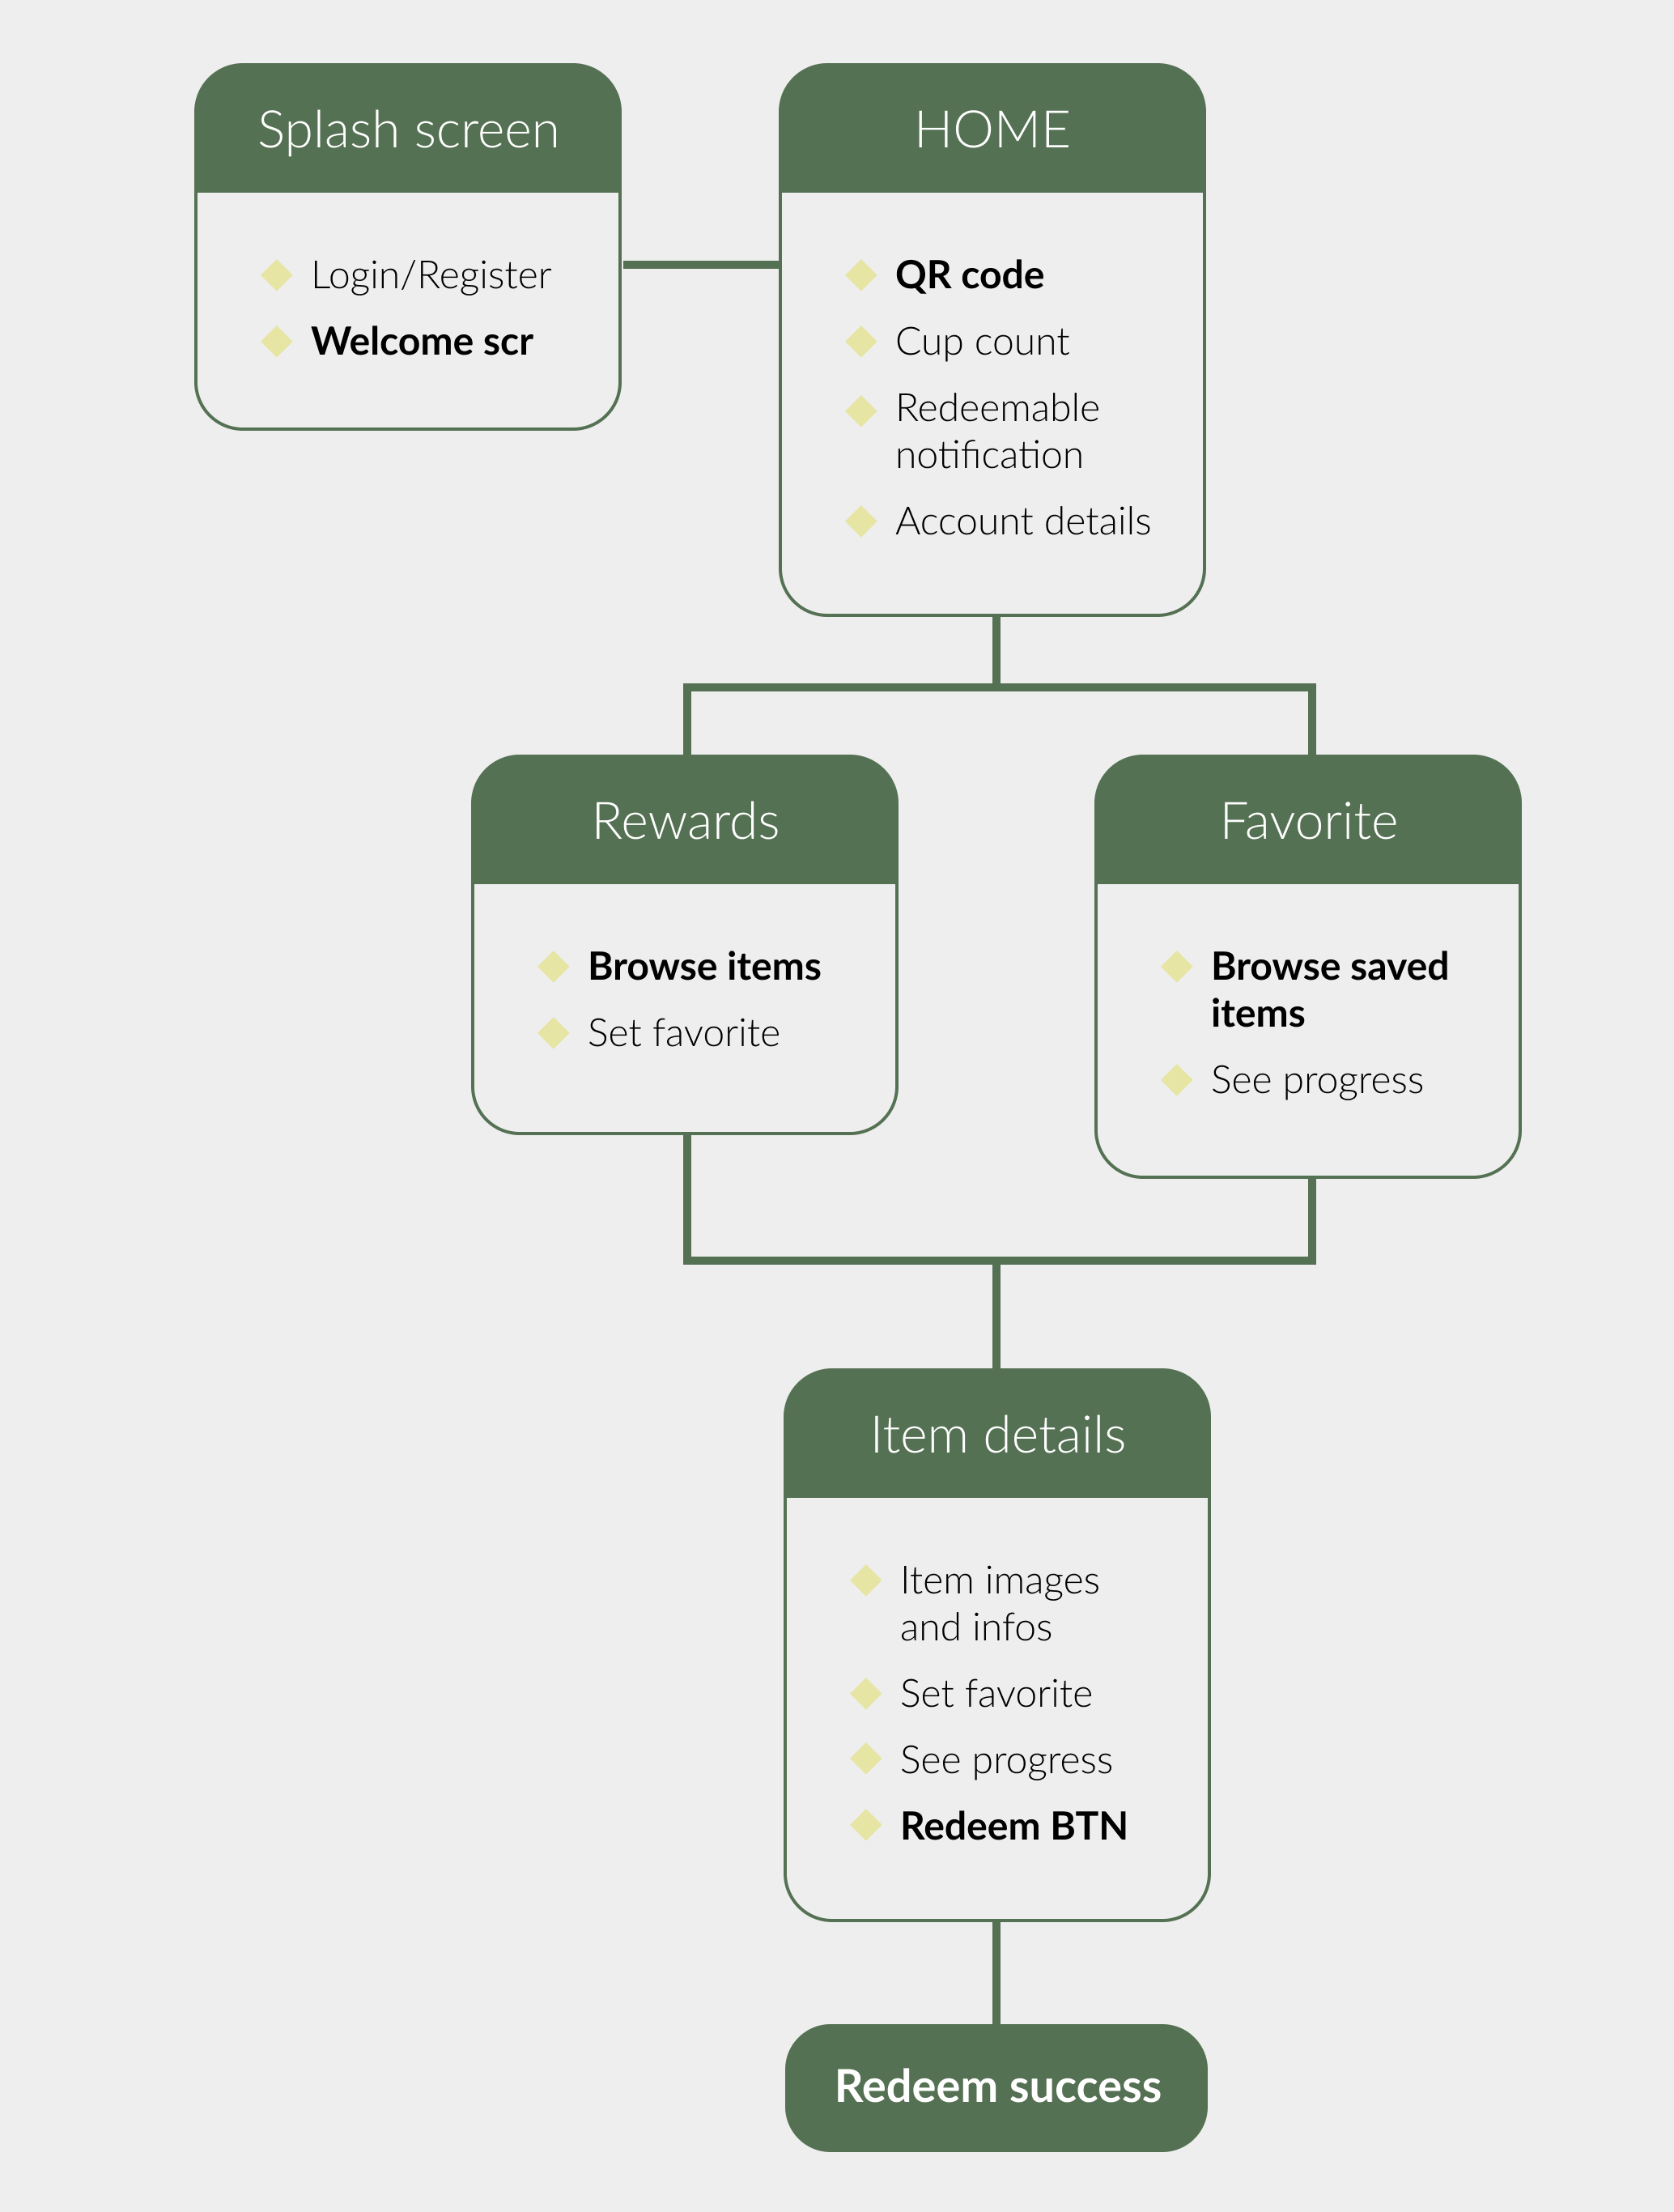 Splash screen
Login/Register
Welcome scr
HOME
QR code
Cup count
Redeemable
notification
Account details
Rewards
Browse items
Set favorite
Favorite
Browse saved
items
See progress
Item details
Item images
and infos
Set favorite
See progress
Redeem BTN
Redeem success